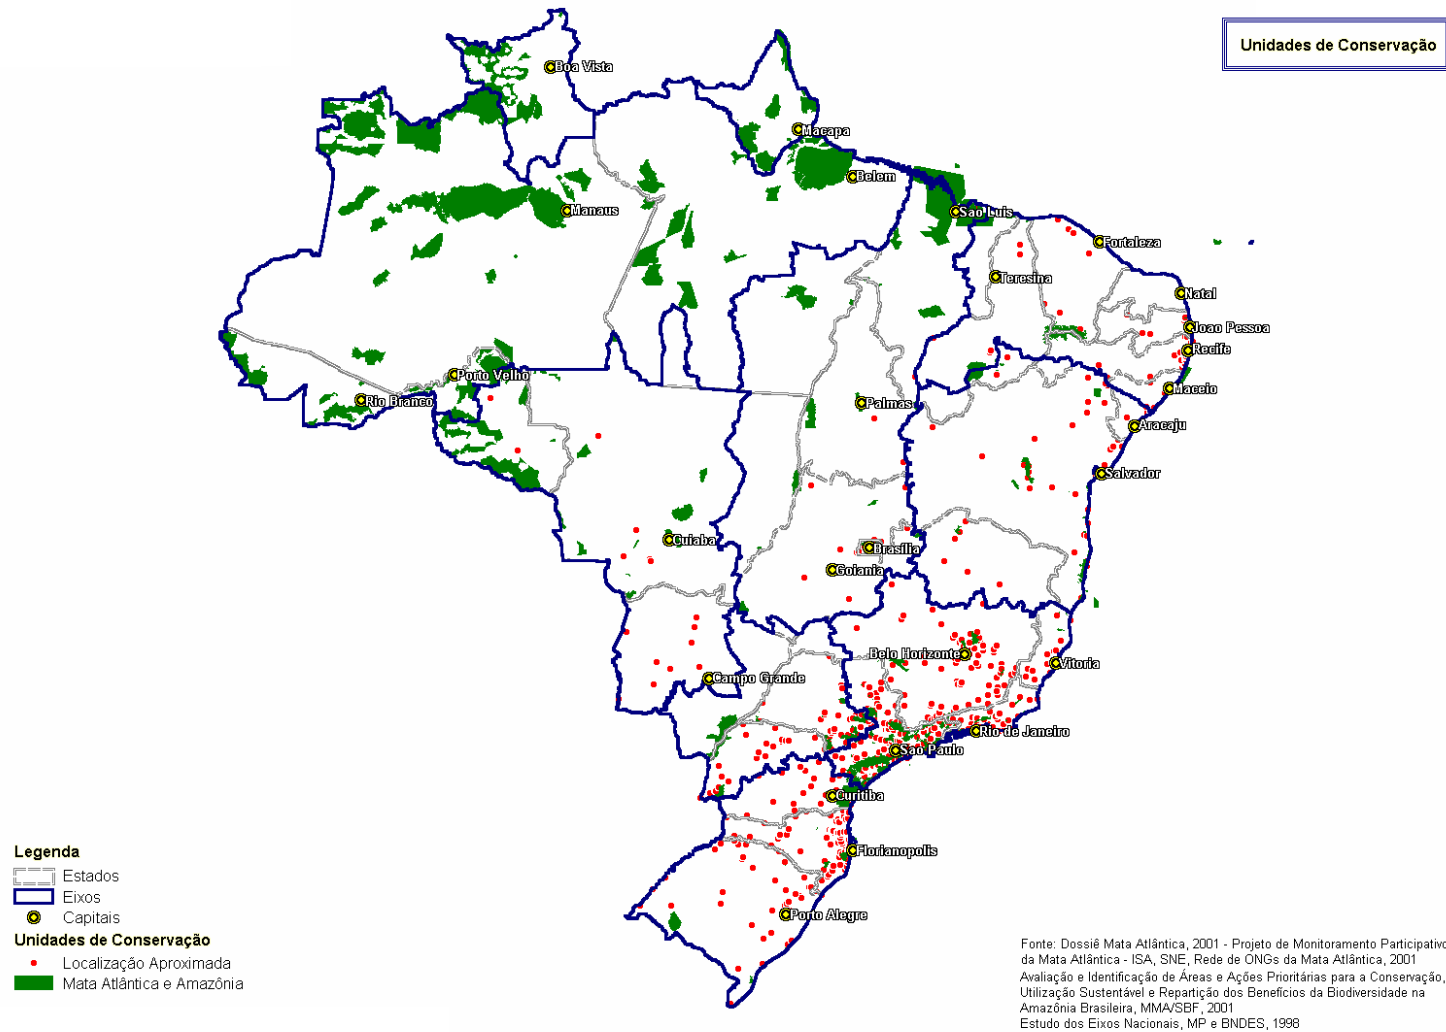 Unidades de Conservação
Boa Vista
Macapa
Belem
Manaus
Sao Luis
Fortaleza
Teresina
Natal
Joao Pessoa
Recife
Porto Velho
Maceio
Rio Branco
Palmas
Aracaju
Salvador
Cuiaba
Brasília
Goiania
Belo Horizonte
Vitoria
Campo Grande
Rio de Janeiro
Sao Paulo
Curitiba
Florianopolis
Porto Alegre
Legenda
Estados
Eixos
Capitais
Unidades de Conservação
Localização Aproximada
Mata Atlântica e Amazônia
Fonte: Dossiê Mata Atlântica, 2001 - Projeto de Monitoramento Participativo
da Mata Atlântica - ISA, SNE, Rede de ONGs da Mata Atlântica, 2001
Avaliação e Identificação de Áreas e Ações Prioritárias para a Conservação,
Utilização Sustentável e Repartição dos Benefícios da Biodiversidade na
Amazônia Brasileira, MMA/SBF, 2001
Estudo dos Eixos Nacionais, MP e BNDES, 1998